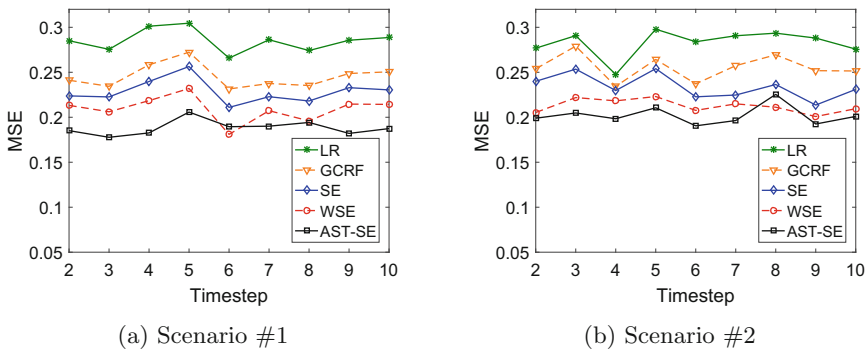 0.3
0.25
0.2
0.15
0.1
0.05
MSE
LR
GCRF
SE
WSE
AST-SE
2 3 4 5 6 7 8 9 10
Timestep
(a) Scenario #1
0.3
0.25
0.2
0.15
0.1
0.05
MSE
LR
GCRF
SE
WSE
AST-SE
2 3 4 5 6 7 8 9 10
Timestep
(b) Scenario #2